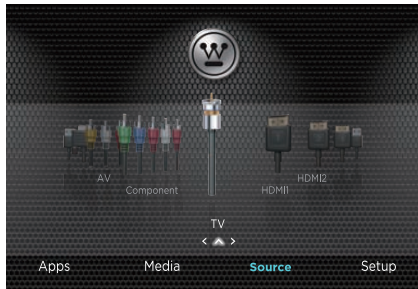 AV
HDMI2
Component
HDMI1
TV
Apps Media Source Setup